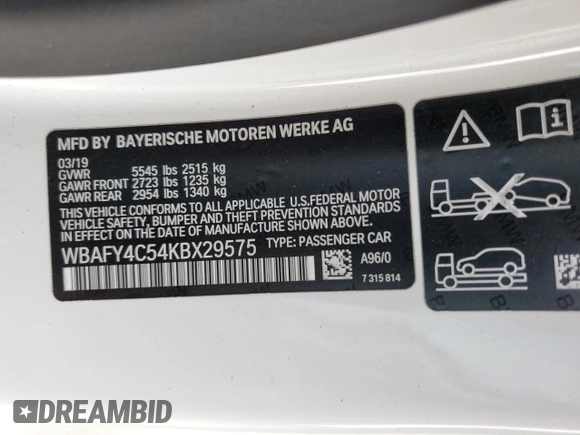 MFD BY BAYERISCHE MOTOREN WERKE AG
03/19
GVWR 5545 lbs 2515 kg
GAWR FRONT 2723 lbs 1235 kg
GAWR REAR 2954 lbs 1340 kg
THIS VEHICLE CONFORMS TO ALL APPLICABLE U.S.FEDERAL MOTOR
VEHICLE SAFETY, BUMPER AND THEFT PREVENTION STANDARDS
IN EFFECT ON THE DATE OF MANUFACTURE SHOWN ABOVE.
WBAFY4C54KBX29575 TYPE: PASSENGER CAR
A96/0
7 315 814
DREAMBID